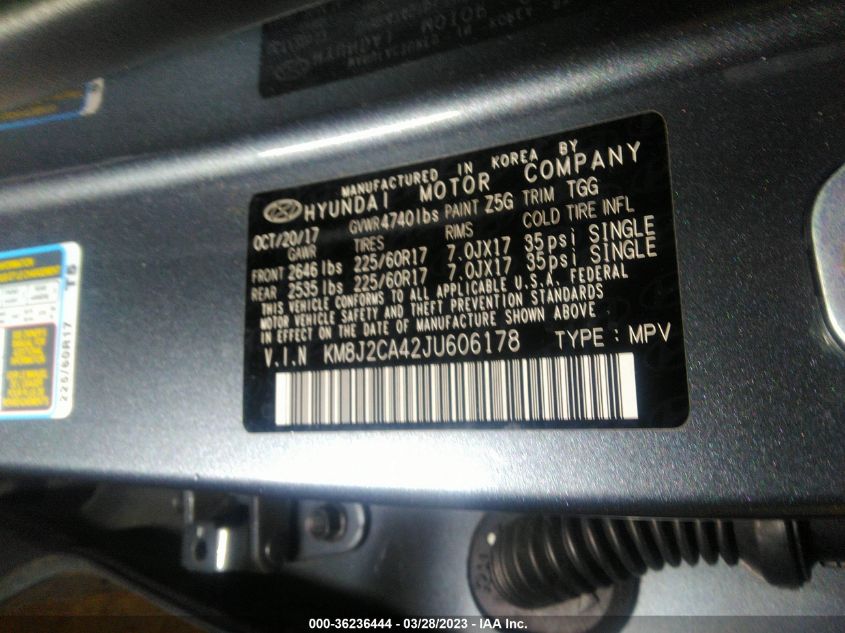 MANUFACTURED IN KOREA BY
HYUNDAI MOTOR COMPANY
OCT/20/17 GVWR 4740lbs PAINT Z5G TRIM TGG
GAWR TIRES RIMS COLD TIRE INFL
FRONT 2646 lbs 225/60R17 7.0JX17 35psi SINGLE
REAR 2535 lbs 225/60R17 7.0JX17 35psi SINGLE
THIS VEHICLE CONFORMS TO ALL APPLICABLE U.S.A. FEDERAL
MOTOR VEHICLE SAFETY AND THEFT PREVENTION STANDARDS
IN EFFECT ON THE DATE OF MANUFACTURE SHOWN ABOVE
V.I.N KM8J2CA42JU606178 TYPE : MPV
225/60R17
000-36236444 — 03/28/2023 — © IAA Inc.